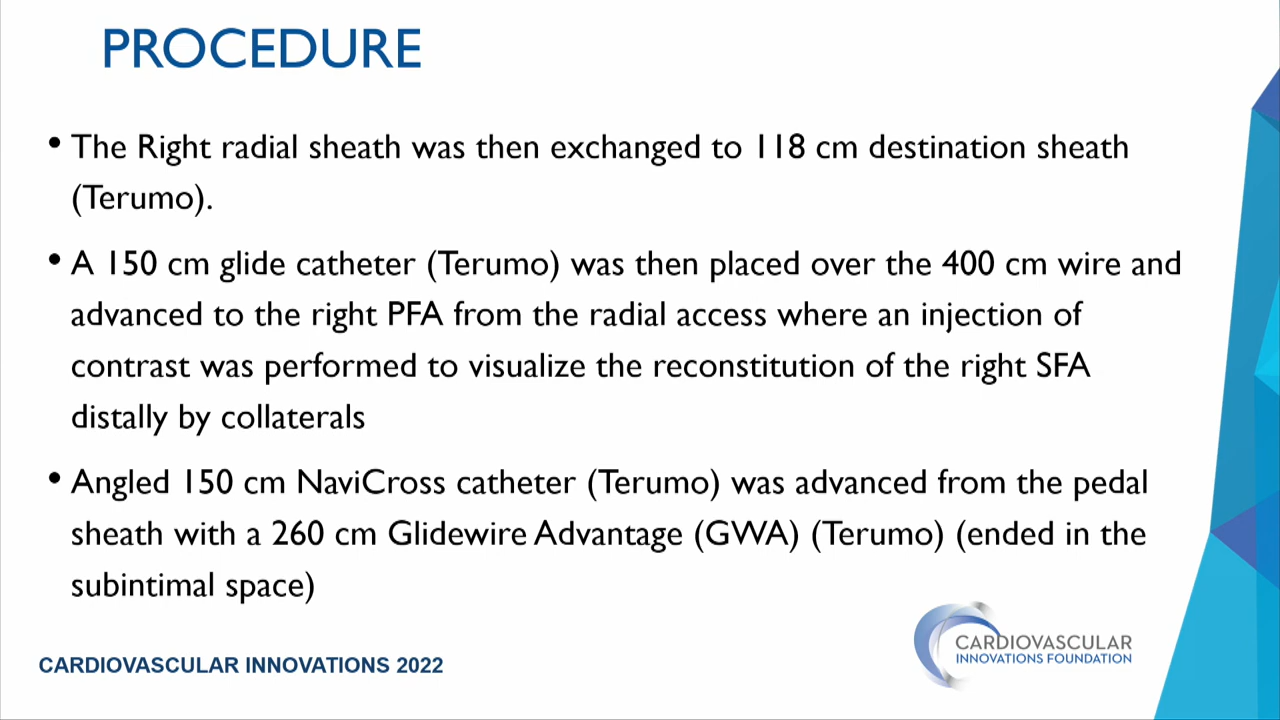 PROCEDURE
• The Right radial sheath was then exchanged to 118 cm destination sheath
(Terumo).
• A 150 cm glide catheter (Terumo) was then placed over the 400 cm wire and
advanced to the right PFA from the radial access where an injection of
contrast was performed to visualize the reconstitution of the right SFA
distally by collaterals
• Angled 150 cm NaviCross catheter (Terumo) was advanced from the pedal
sheath with a 260 cm Glidewire Advantage (GWA) (Terumo) (ended in the
subintimal space)
CARDIOVASCULAR
INNOVATIONS FOUNDATION
CARDIOVASCULAR INNOVATIONS 2022